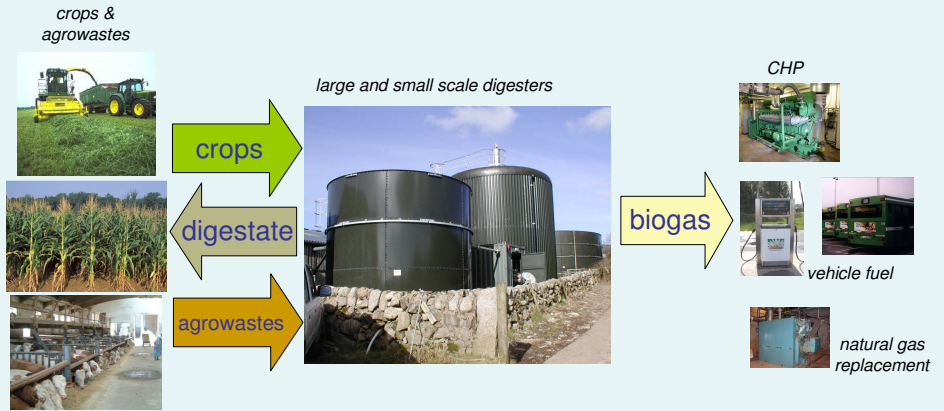 crops &
agrowastes
large and small scale digesters
CHP
crops
digestate
biogas
agrowastes
vehicle fuel
natural gas
replacement